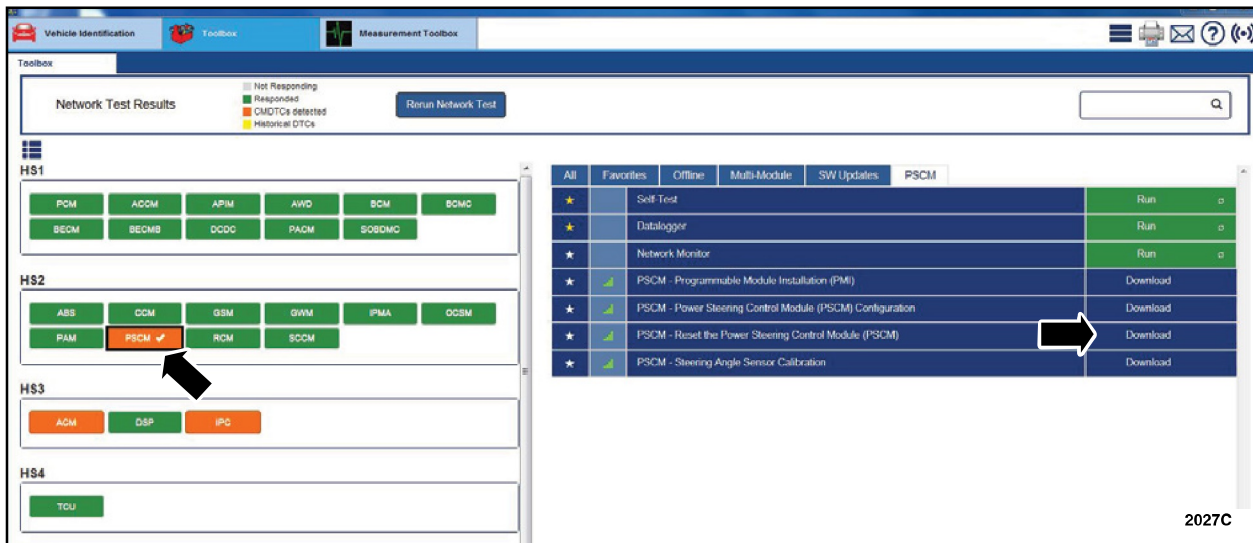 Vehicle Identification
Toolbox
Measurement Toolbox
Toolbox
Network Test Results
Not Responding
Responded
CMDTCs detected
Historical DTCs
Rerun Network Test
HS1
PCM ACCM APIM AWD BCM BCMC
BECM BECMB DCDC PACM SOBDMC
HS2
ABS CCM GSM GWM IPMA OCSM
PAM PSCM RCM SCCM
HS3
ACM DSP IPC
HS4
TCU
All Favorites Offline Multi-Module SW Updates PSCM
Self-Test Run
Datalogger Run
Network Monitor Run
PSCM - Programmable Module Installation (PMI) Download
PSCM - Power Steering Control Module (PSCM) Configuration Download
PSCM - Reset the Power Steering Control Module (PSCM) Download
PSCM - Steering Angle Sensor Calibration Download
2027C